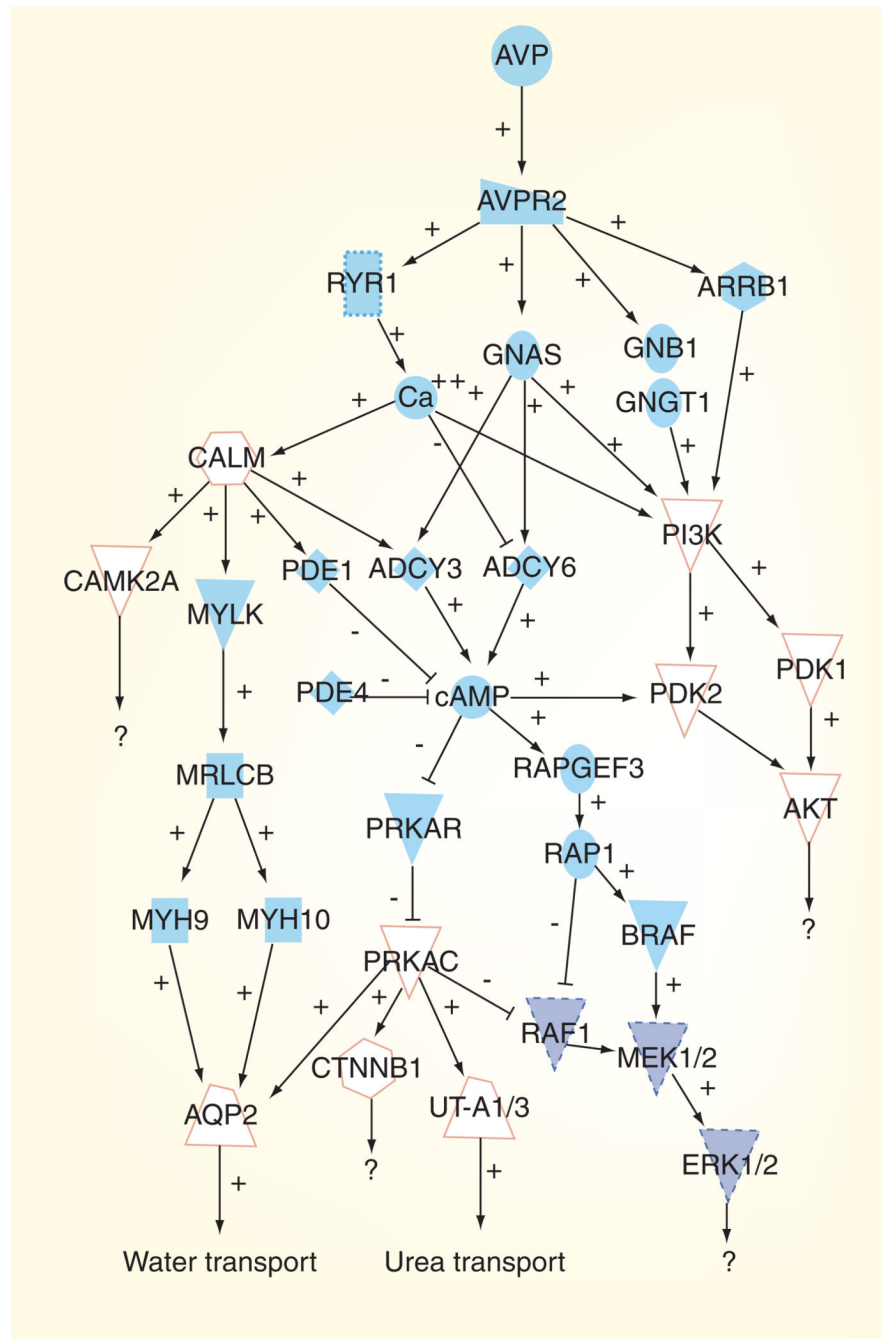 AVP
+
AVPR2
+
+
+
+
RYR1
ARRB1
+
GNAS
GNB1
+
Ca
++
+
+
+
GNGT1
+
-
+
+
CALM
+
+
+
+
PI3K
+
CAMK2A
PDE1
ADCY3
ADCY6
MYLK
+
+
+
+
-
PDK1
+
PDE4
-
cAMP
+
PDK2
+
?
-
+
MRLCB
RAPGEF3
+
+
+
PRKAR
AKT
RAP1
+
-
MYH9
MYH10
-
BRAF
?
PRKAC
+
+
+
+
+
-
+
RAF1
MEK1/2
CTNNB1
+
AQP2
UT-A1/3
+
?
+
ERK1/2
Water transport
Urea transport
?